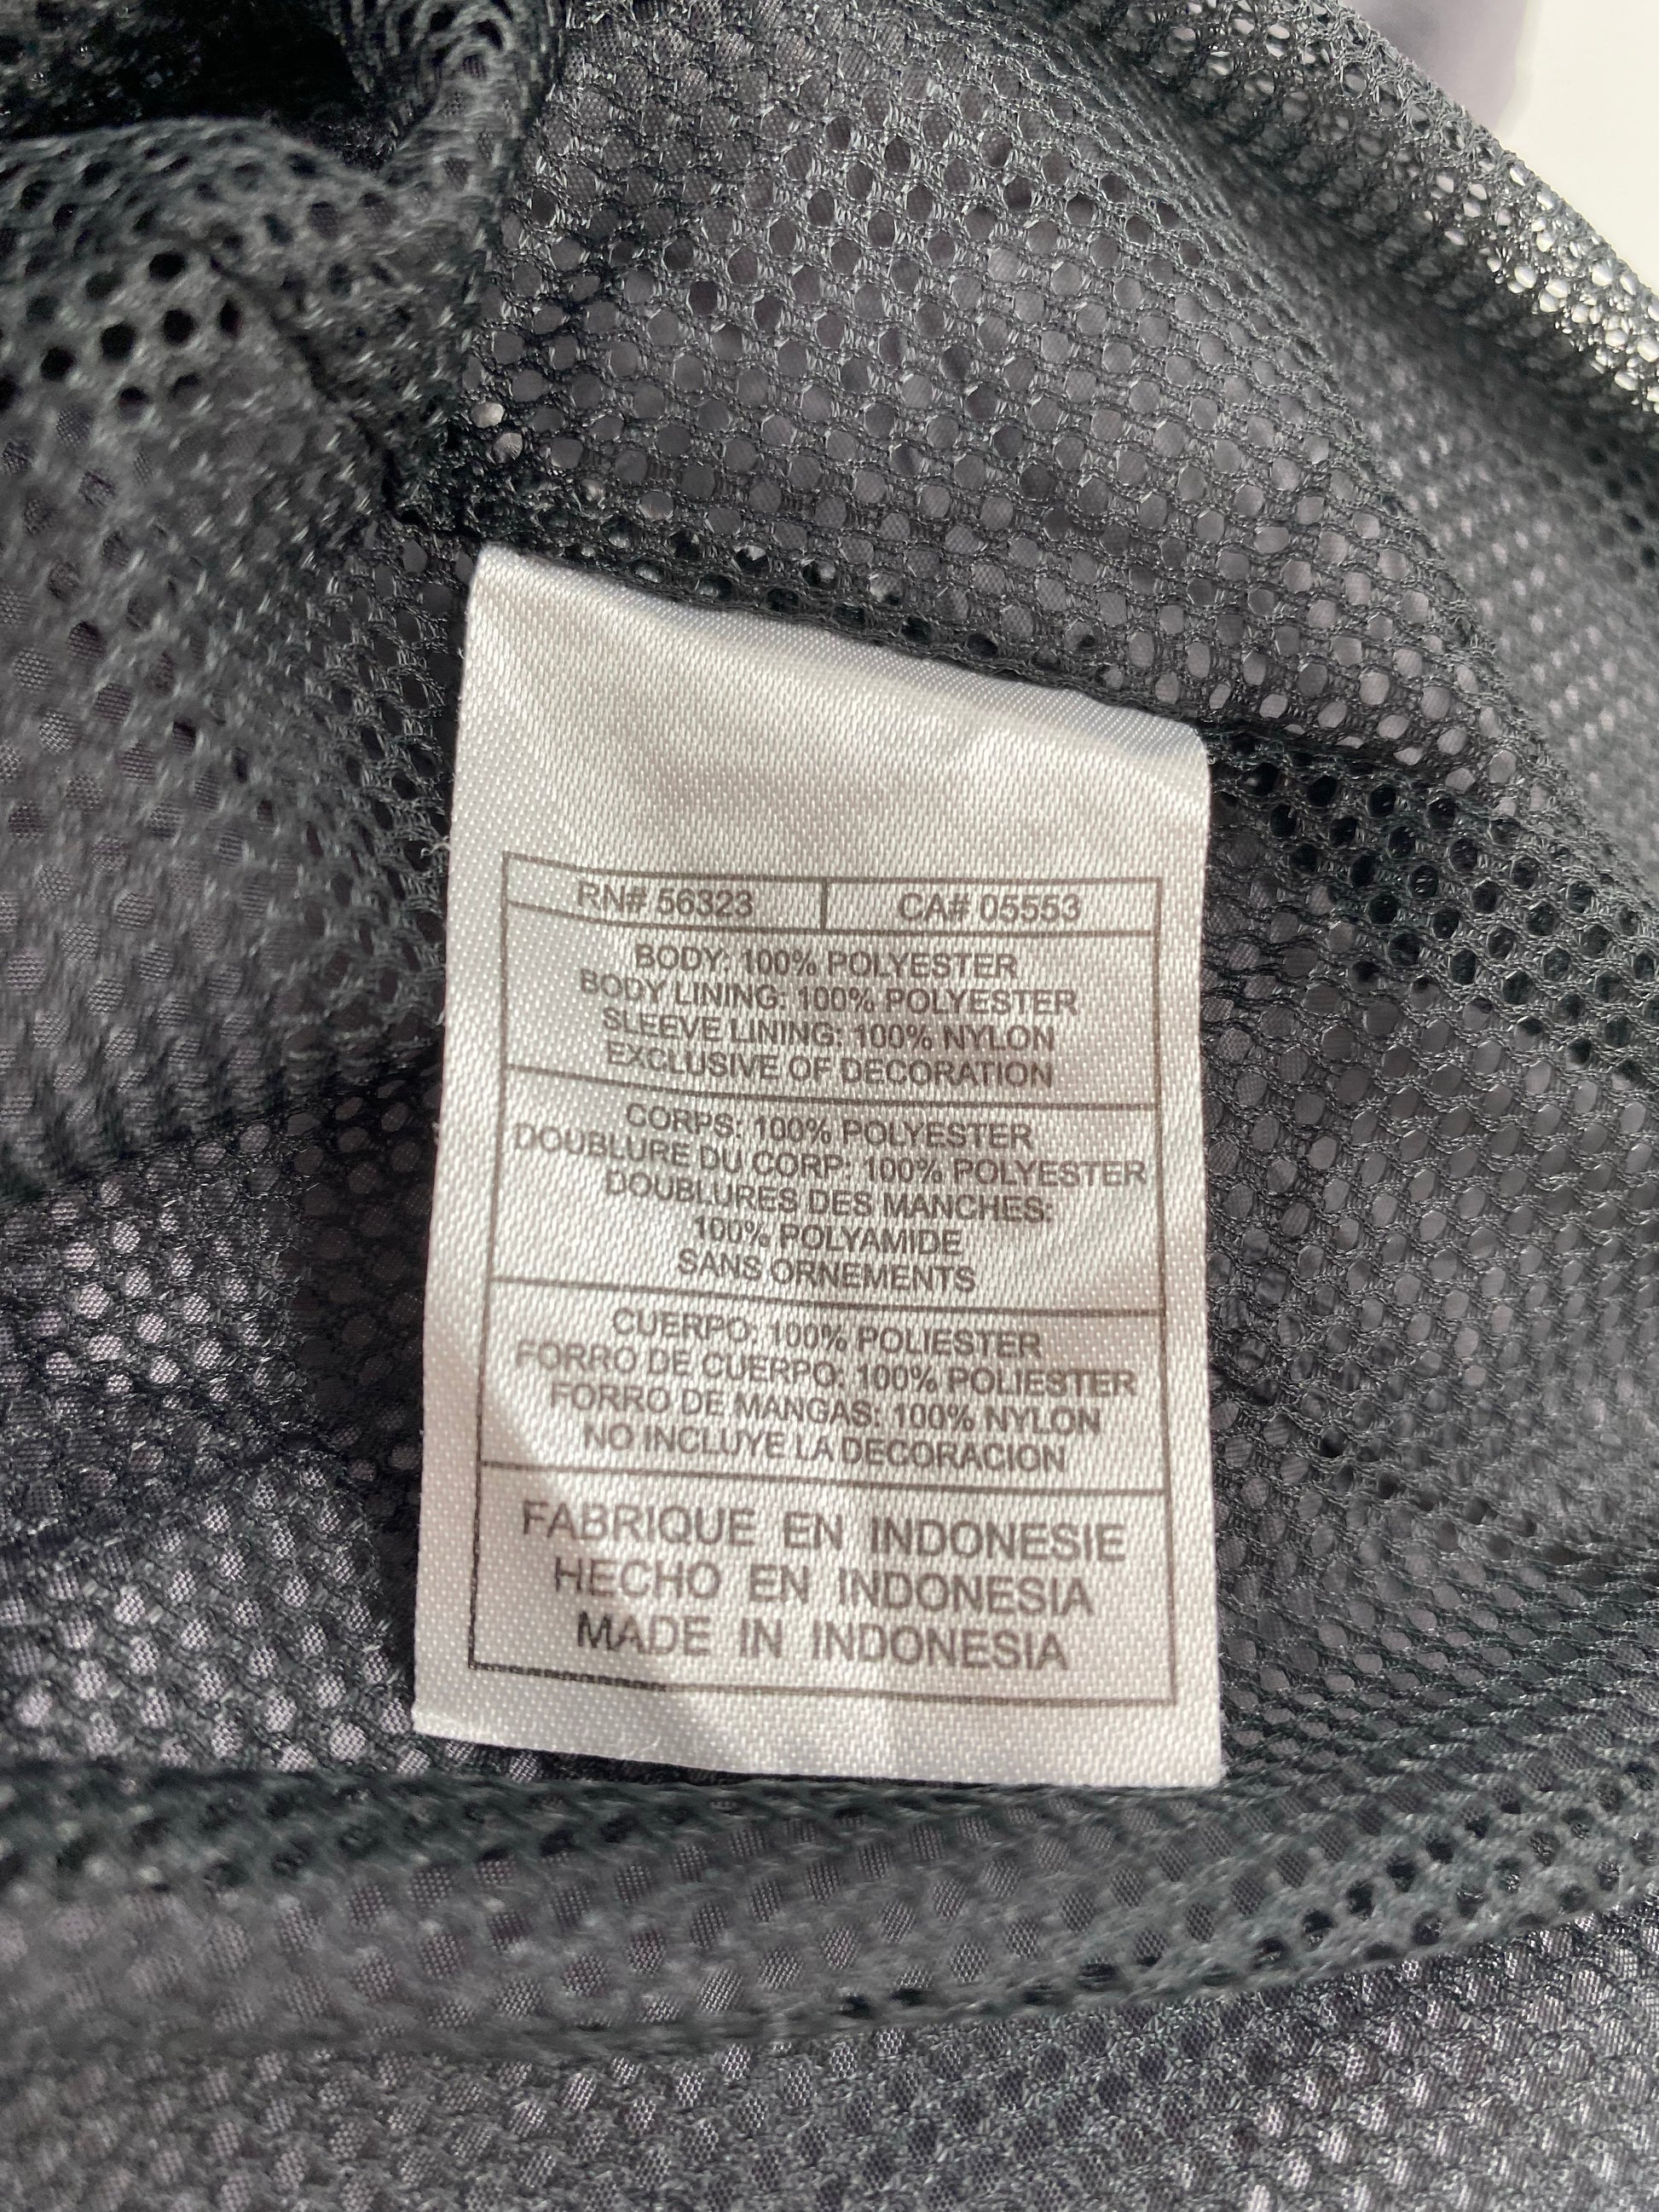 RN# 56323 CA# 05553
BODY: 100% POLYESTER
BODY LINING: 100% POLYESTER
SLEEVE LINING: 100% NYLON
EXCLUSIVE OF DECORATION
CORPS: 100% POLYESTER
DOUBLURE DU CORP: 100% POLYESTER
DOUBLURES DES MANCHES:
100% POLYAMIDE
SANS ORNEMENTS
CUERPO: 100% POLIESTER
FORRO DE CUERPO: 100% POLIESTER
FORRO DE MANGAS: 100% NYLON
NO INCLUYE LA DECORACION
FABRIQUE EN INDONESIE
HECHO EN INDONESIA
MADE IN INDONESIA